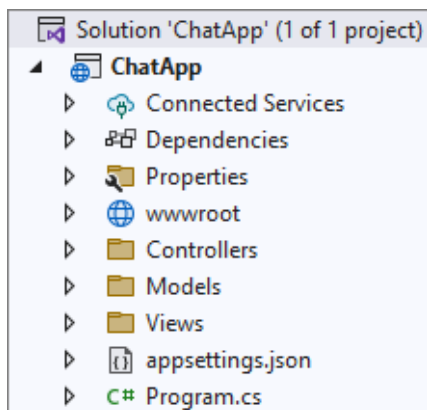 Solution 'ChatApp' (1 of 1 project)
ChatApp
Connected Services
Dependencies
Properties
wwwroot
Controllers
Models
Views
appsettings.json
C# Program.cs